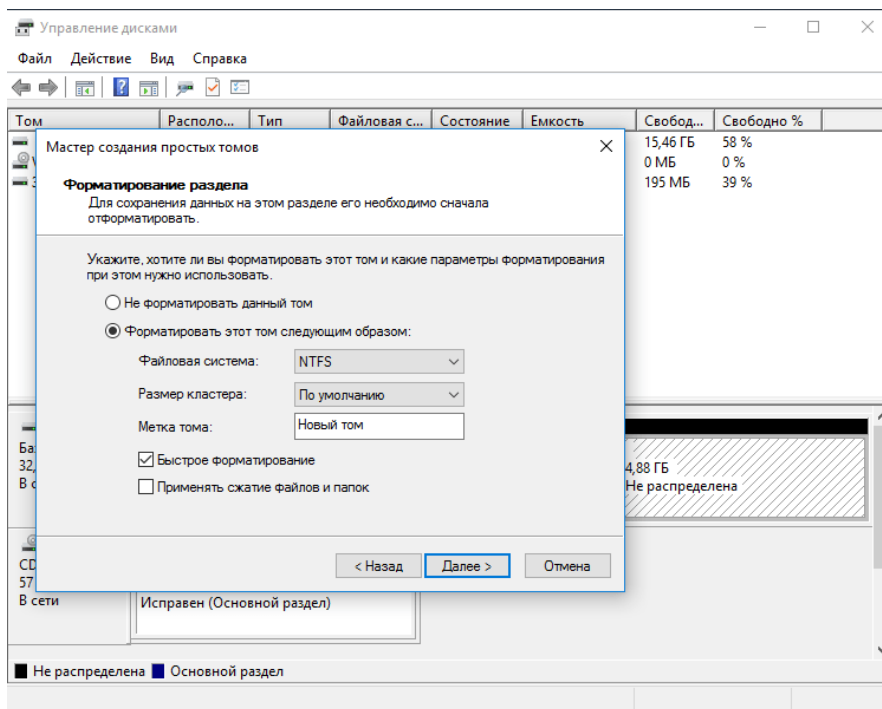 Управление дисками
Файл Действие Вид Справка
Том Располо... Тип Файловая с... Состояние Емкость Свобод... Свободно %
15,46 ГБ 58 %
0 МБ 0 %
195 МБ 39 %
Мастер создания простых томов
Форматирование раздела
Для сохранения данных на этом разделе его необходимо сначала
отформатировать.
Укажите, хотите ли вы форматировать этот том и какие параметры форматирования
при этом нужно использовать.
Не форматировать данный том
Форматировать этот том следующим образом:
Файловая система: NTFS
Размер кластера: По умолчанию
Метка тома: Новый том
Быстрое форматирование
Применять сжатие файлов и папок
< Назад Далее > Отмена
Ба
32,
В с
4,88 ГБ
Не распределена
CD
57
В сети
Исправен (Основной раздел)
Не распределена Основной раздел